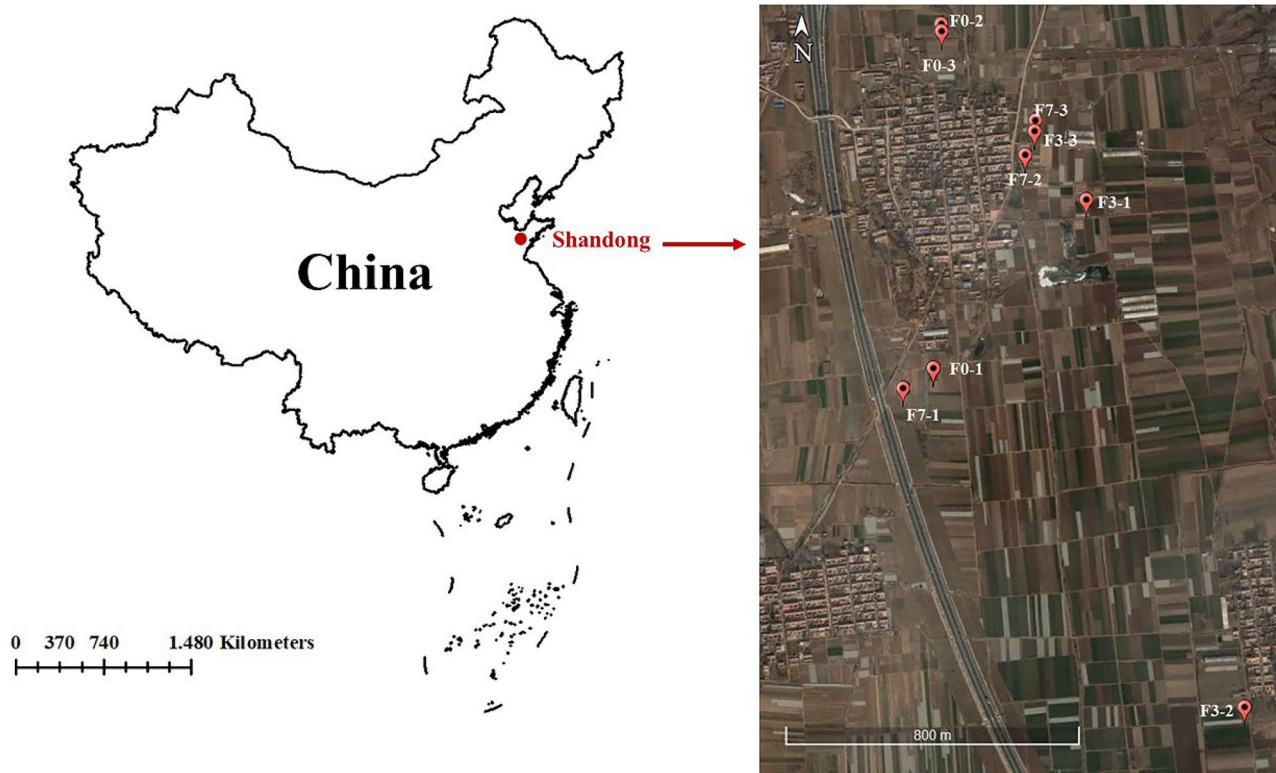 China
Shandong
0 370 740 1.480 Kilometers
N
F0-2
F0-3
F7-3
F3-3
F7-2
F3-1
F0-1
F7-1
F3-2
800 m